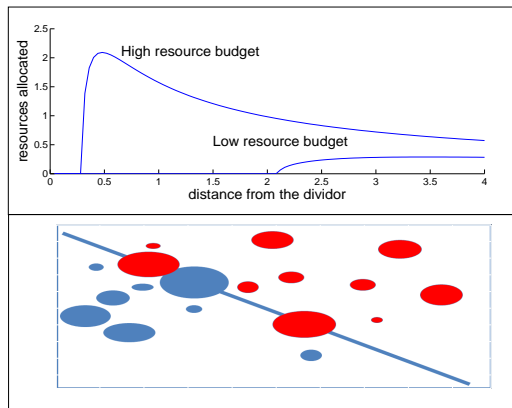 2.5
2
1.5
1
0.5
0
resources allocated
High resource budget
Low resource budget
0 0.5 1 1.5 2 2.5 3 3.5 4
distance from the dividor